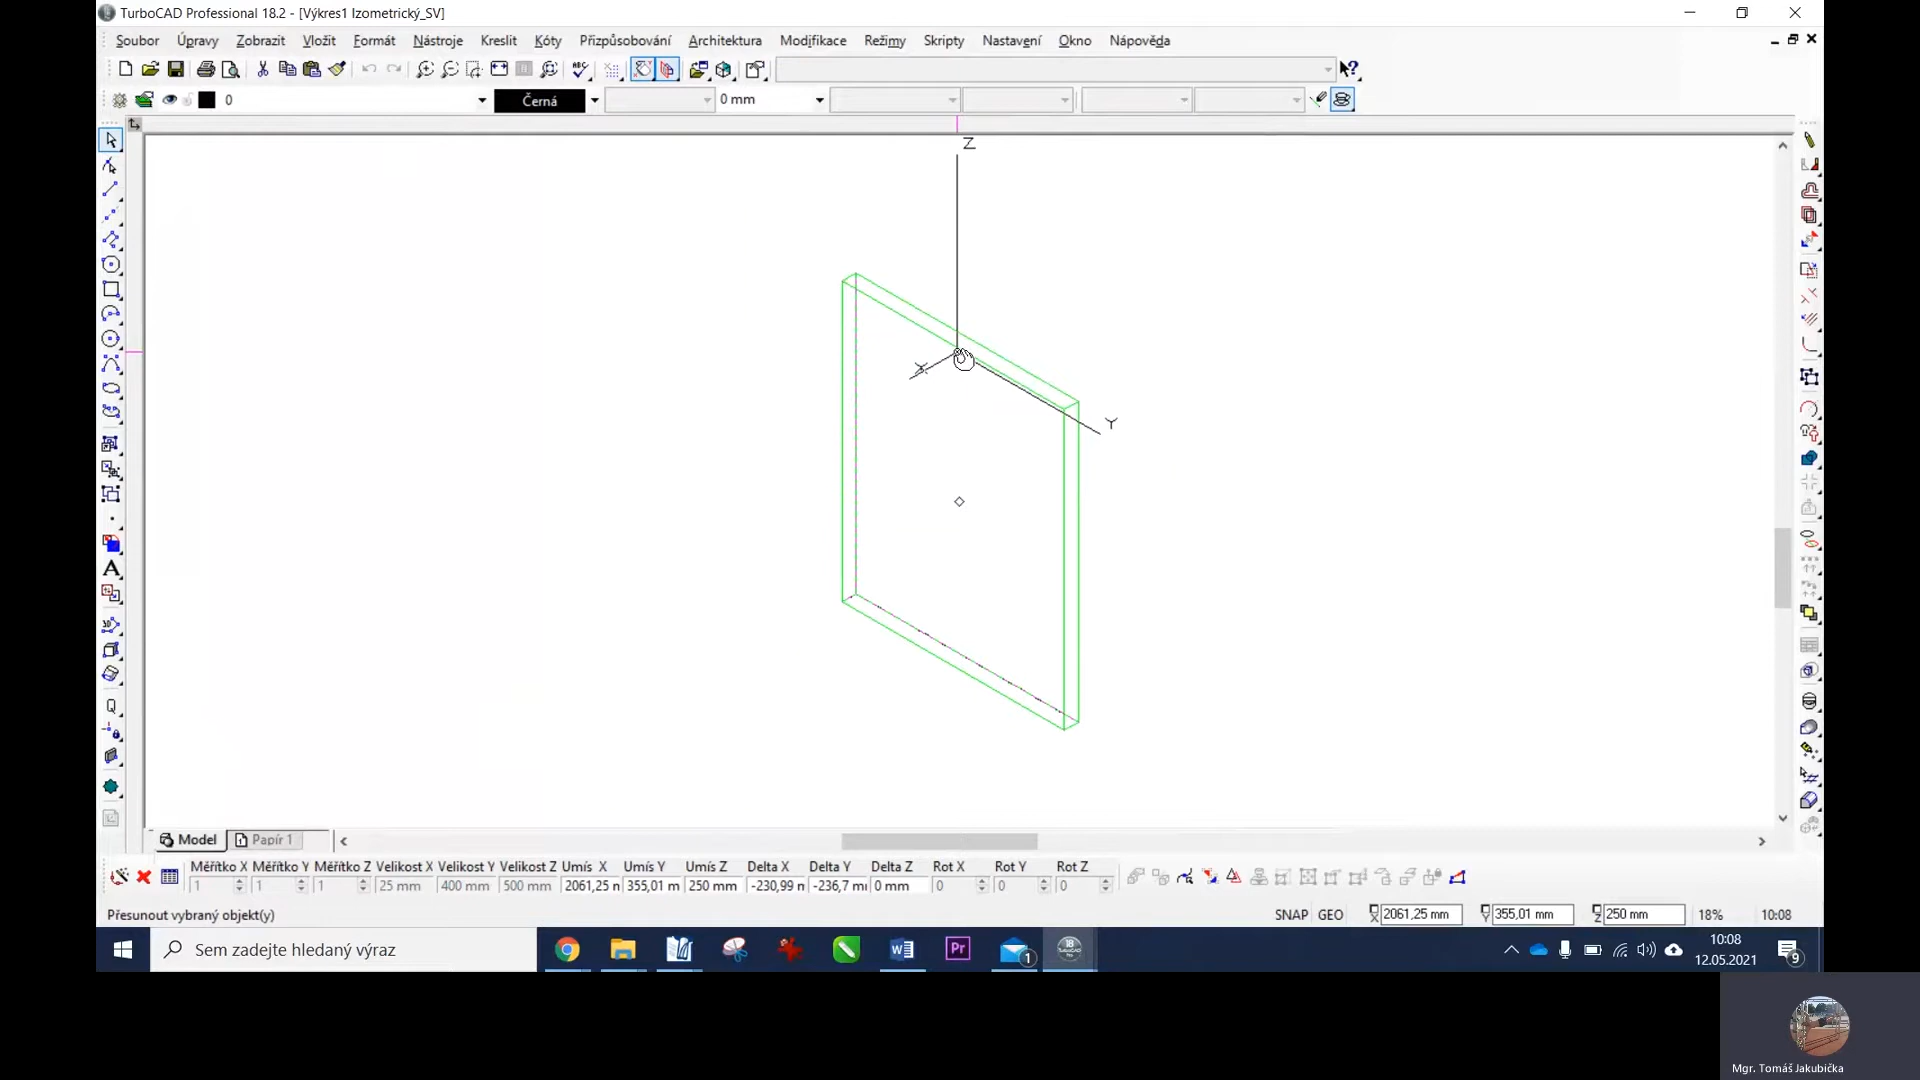 TurboCAD Professional 18.2 - [Výkres1 Izometrický_SV]
Soubor Úpravy Zobrazit Vložit Formát Nástroje Kreslit Kóty Přizpůsobování Architektura Modifikace Režimy Skripty Nastavení Okno Nápověda
0 Černá 0 mm
Z
X
Y
Model Papír 1
Měřítko X Měřítko Y Měřítko Z Velikost X Velikost Y Velikost Z Umís X Umís Y Umís Z Delta X Delta Y Delta Z Rot X Rot Y Rot Z
1 1 1 25 mm 400 mm 500 mm 2061,25 n 355,01 m 250 mm -230,99 n -236,7 m 0 mm 0 0 0
Přesunout vybraný objekt(y) SNAP GEO X 2061,25 mm Y 355,01 mm Z 250 mm 18% 10:08
Sem zadejte hledaný výraz
1
18
10:08
12.05.2021
9
Mgr. Tomáš Jakubička